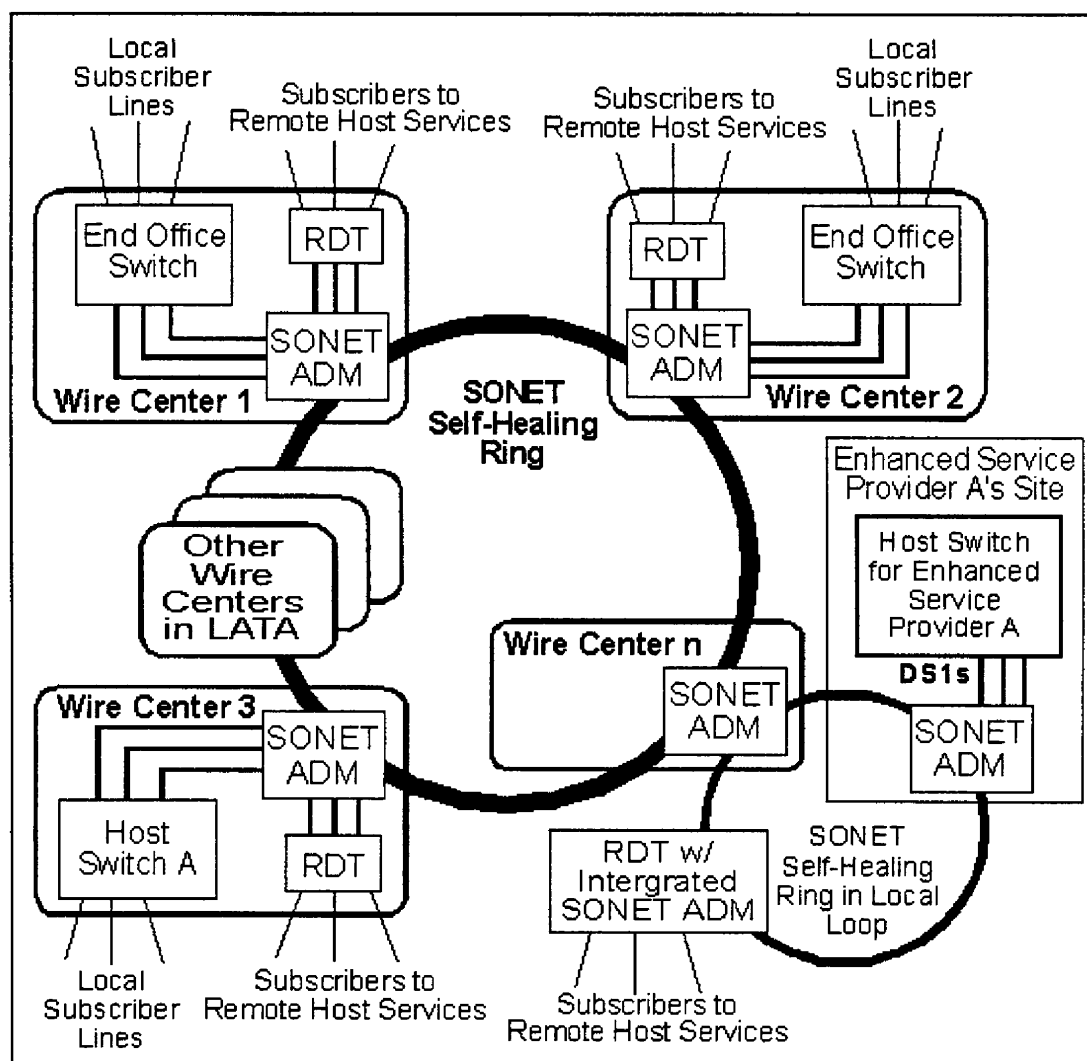 Local
Subscriber
Lines
Subscribers to
Remote Host Services
End Office
Switch
RDT
SONET
ADM
Wire Center 1
Subscribers to
Remote Host Services
Local
Subscriber
Lines
RDT
End Office
Switch
SONET
ADM
Wire Center 2
SONET
Self-Healing
Ring
Other
Wire
Centers
in LATA
Enhanced Service
Provider A's Site
Host Switch
for Enhanced
Service
Provider A
DS1s
SONET
ADM
Wire Center n
SONET
ADM
Wire Center 3
SONET
ADM
Host
Switch A
RDT
Local
Subscriber
Lines
Subscribers to
Remote Host Services
RDT w/
Intergrated
SONET ADM
SONET
Self-Healing
Ring in Local
Loop
Subscribers to
Remote Host Services